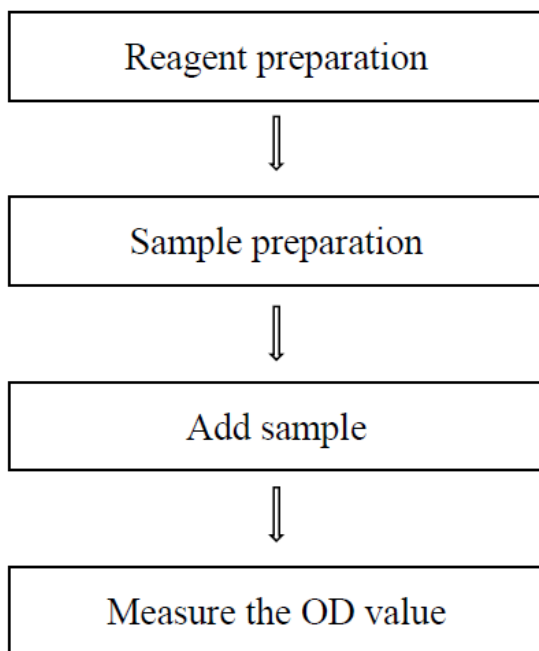 Reagent preparation
Sample preparation
Add sample
Measure the OD value